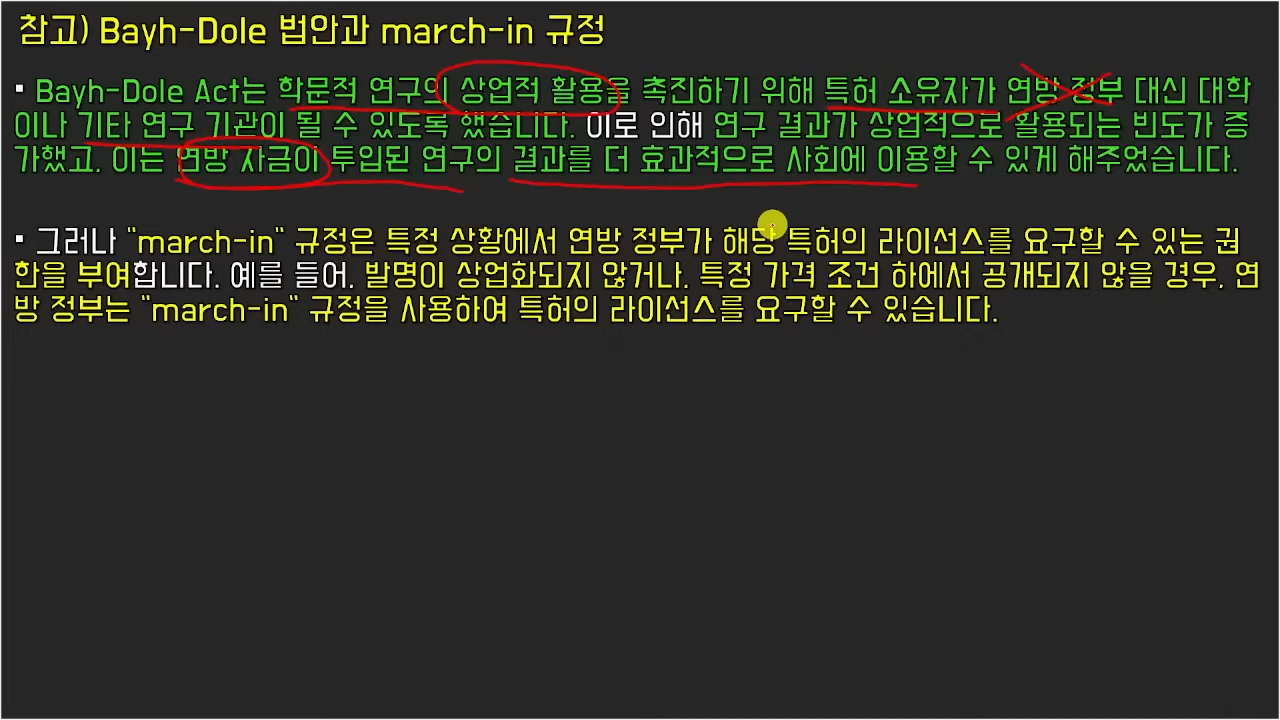 참고) Bayh-Dole 법안과 march-in 규정
▪ Bayh-Dole Act는 학문적 연구의 상업적 활용을 촉진하기 위해 특허 소유자가 연방 정부 대신 대학
이나 기타 연구 기관이 될 수 있도록 했습니다. 이로 인해 연구 결과가 상업적으로 활용되는 빈도가 증
가했고, 이는 연방 자금이 투입된 연구의 결과를 더 효과적으로 사회에 이용할 수 있게 해주었습니다.
▪ 그러나 "march-in" 규정은 특정 상황에서 연방 정부가 해당 특허의 라이선스를 요구할 수 있는 권
한을 부여합니다. 예를 들어, 발명이 상업화되지 않거나, 특정 가격 조건 하에서 공개되지 않을 경우, 연
방 정부는 "march-in" 규정을 사용하여 특허의 라이선스를 요구할 수 있습니다.